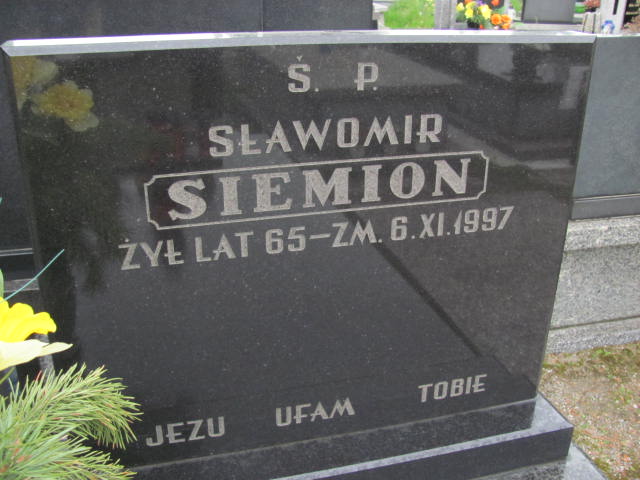 Ś. P.
SŁAWOMIR
SIEMION
ŻYŁ LAT 65-ZM. 6.XI.1997
JEZU UFAM TOBIE